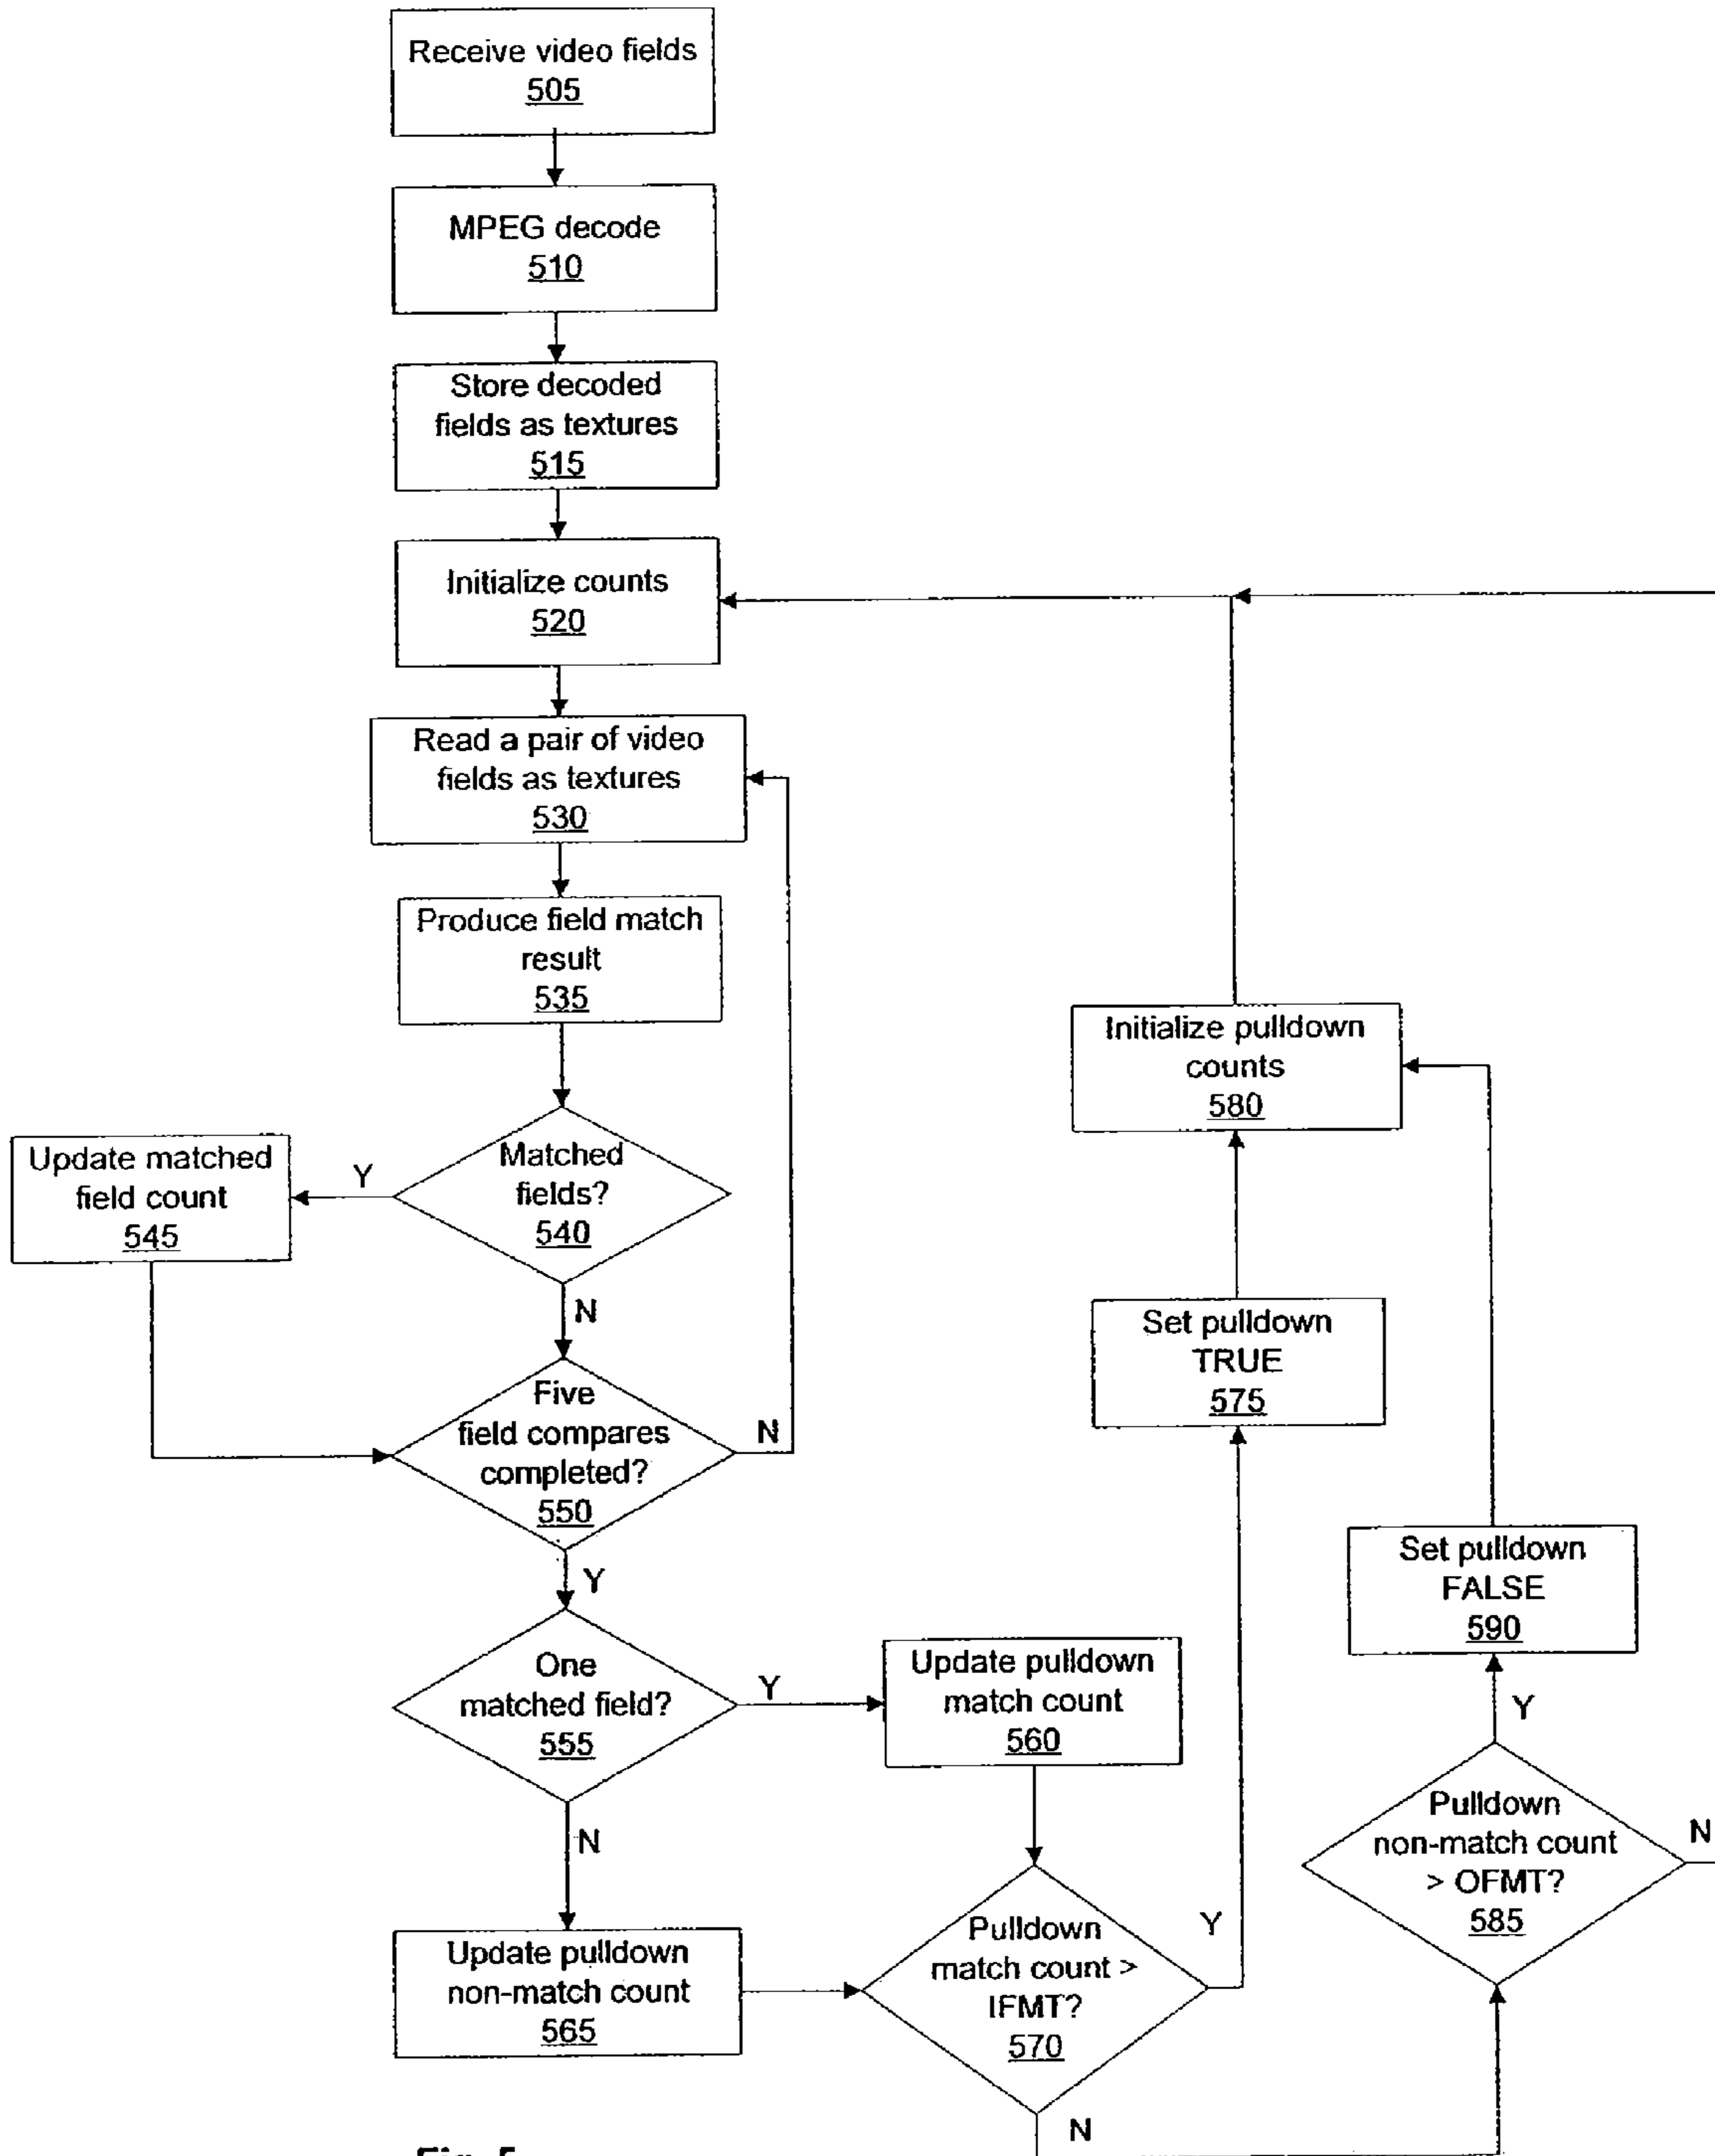 Receive video fields
505
MPEG decode
510
Store decoded
fields as textures
515
Initialize counts
520
Read a pair of video
fields as textures
530
Produce field match
result
535
Matched
fields?
540
Y
N
Update matched
field count
545
Five
field compares
completed?
550
N
Y
One
matched field?
555
Y
N
Update pulldown
match count
560
Update pulldown
non-match count
565
Pulldown
match count >
IFMT?
570
Y
N
Set pulldown
TRUE
575
Initialize pulldown
counts
580
Pulldown
non-match count
> OFMT?
585
Y
N
Set pulldown
FALSE
590
Fig. 5